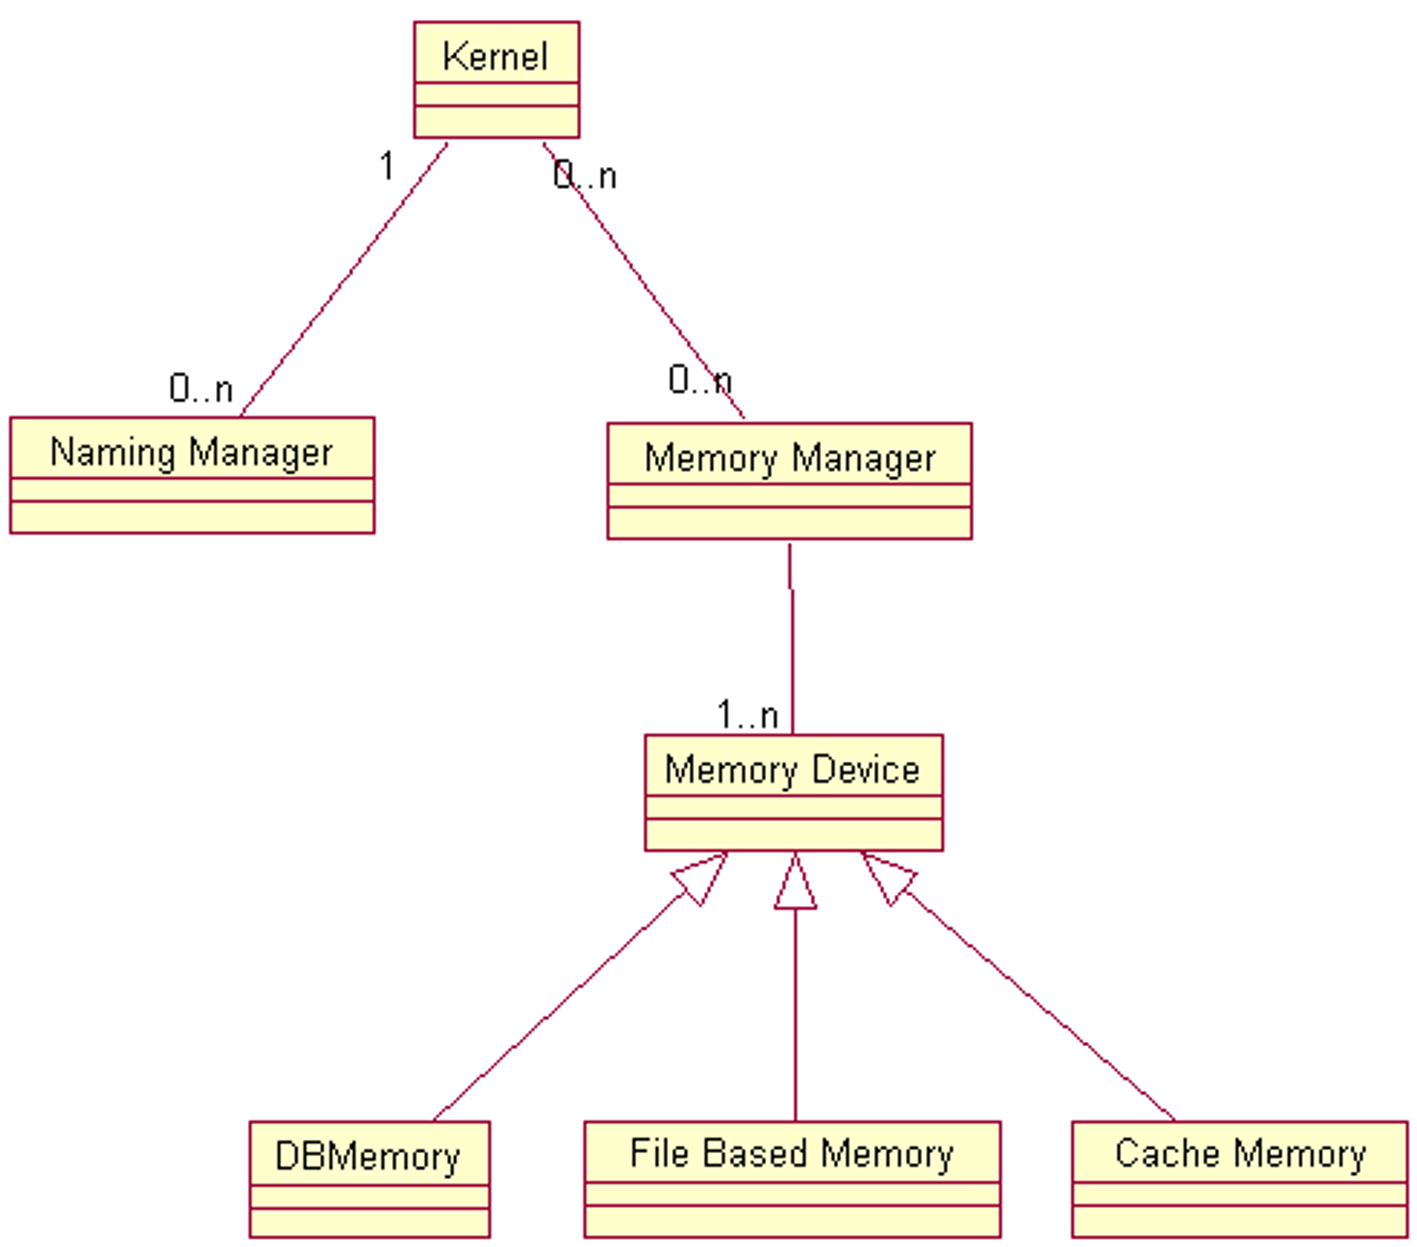 Kernel
1
0..n
0..n
0..n
Naming Manager
Memory Manager
1..n
Memory Device
DBMemory
File Based Memory
Cache Memory